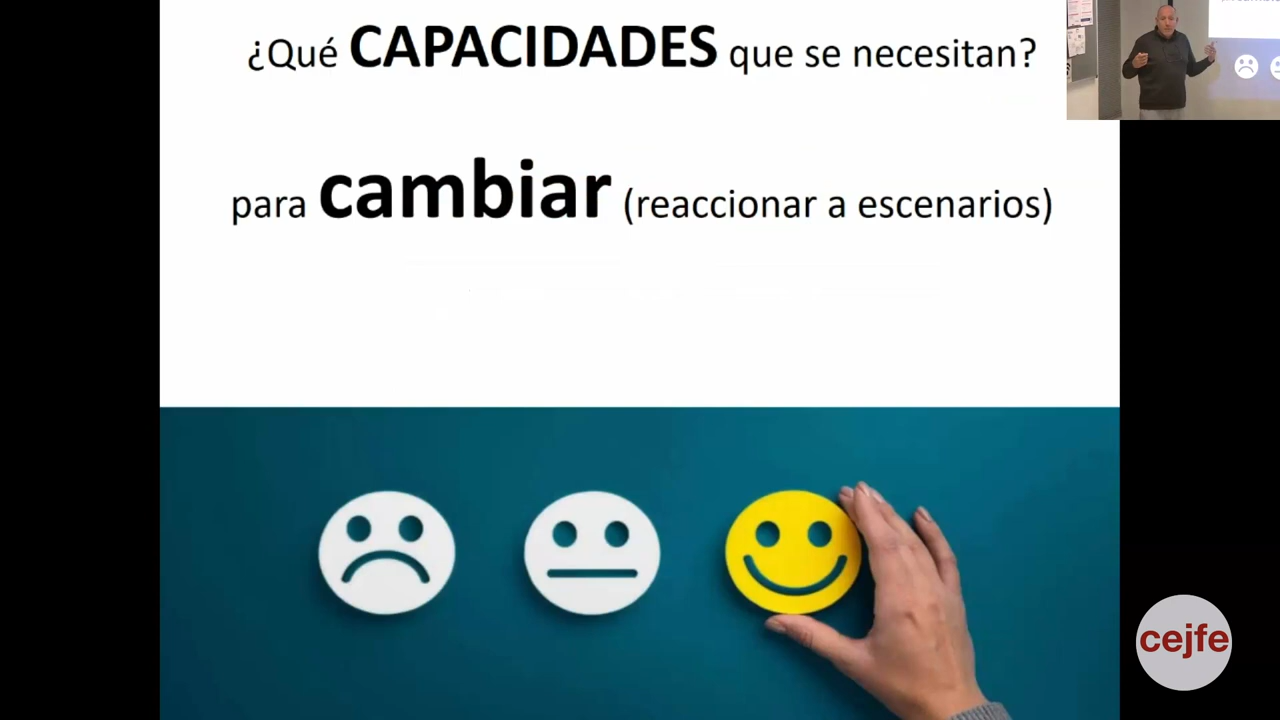 ¿Qué CAPACIDADES que se necesitan?
para cambiar (reaccionar a escenarios)
cejfe